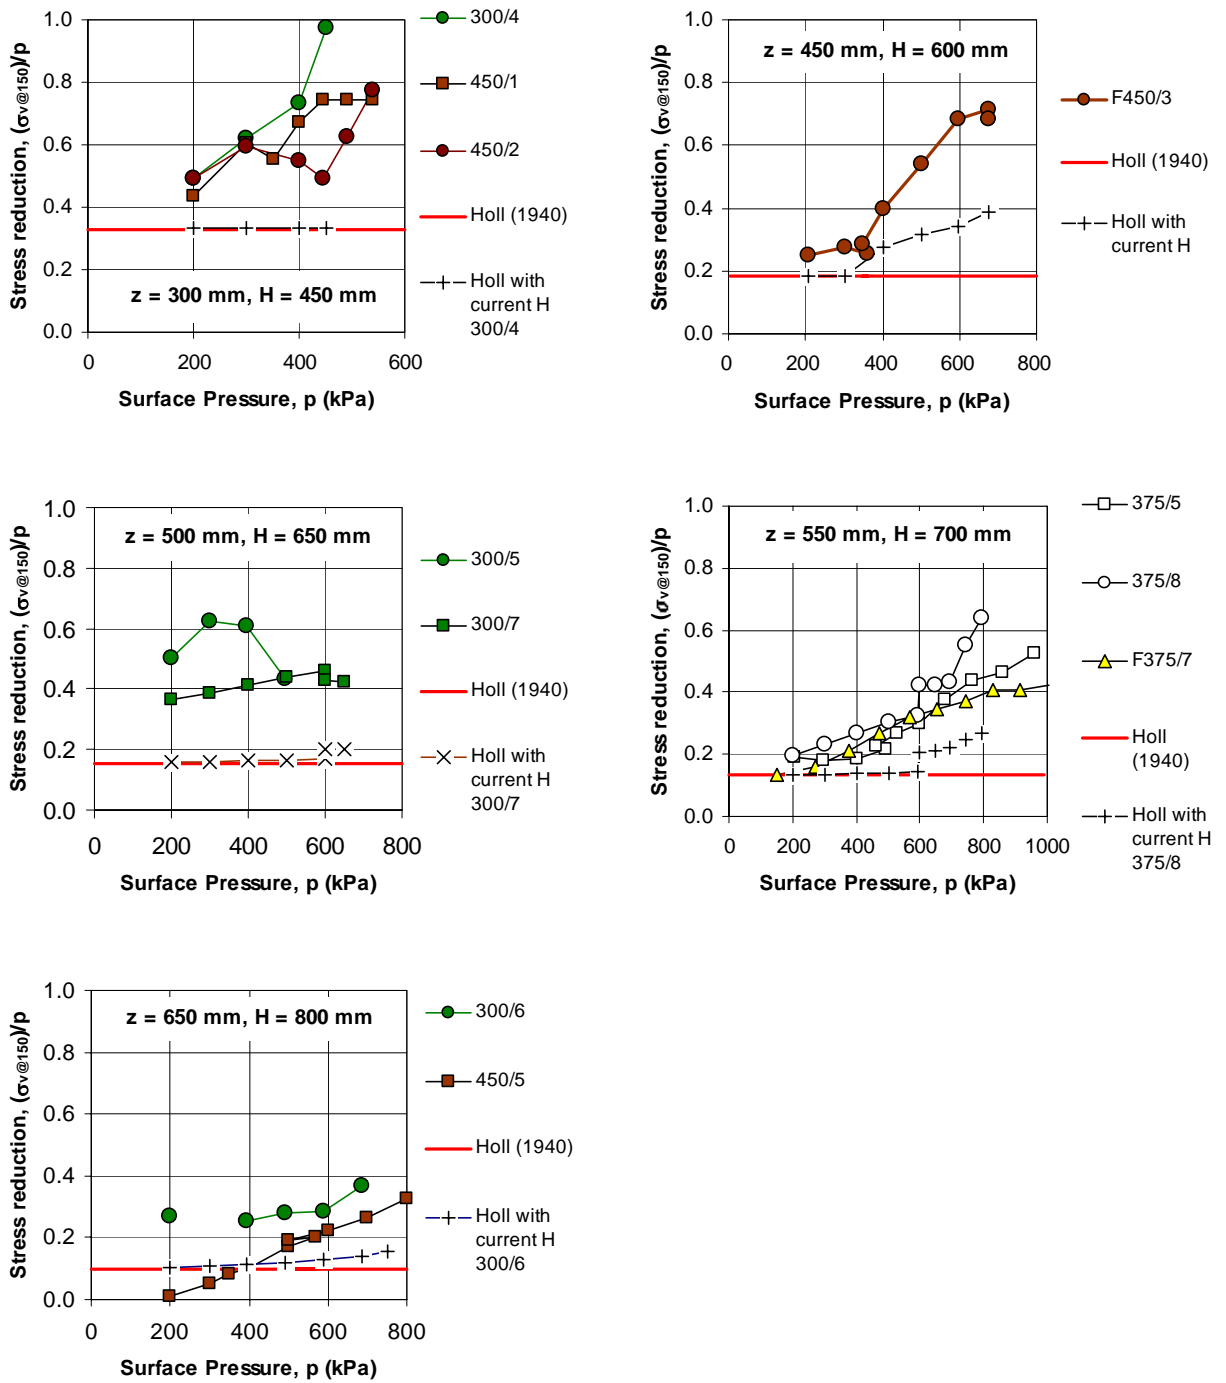 1.0
0.8
0.6
0.4
0.2
0.0
0
200
400
600
Stress reduction, (σv@150)/p
Surface Pressure, p (kPa)
z = 300 mm, H = 450 mm
300/4
450/1
450/2
Holl (1940)
Holl with
current H
300/4
1.0
0.8
0.6
0.4
0.2
0.0
0
200
400
600
800
Stress reduction, (σv@150)/p
Surface Pressure, p (kPa)
z = 450 mm, H = 600 mm
F450/3
Holl (1940)
Holl with
current H
1.0
0.8
0.6
0.4
0.2
0.0
0
200
400
600
800
Stress reduction, (σv@150)/p
Surface Pressure, p (kPa)
z = 500 mm, H = 650 mm
300/5
300/7
Holl (1940)
Holl with
current H
300/7
1.0
0.8
0.6
0.4
0.2
0.0
0
200
400
600
800
1000
Stress reduction, (σv@150)/p
Surface Pressure, p (kPa)
z = 550 mm, H = 700 mm
375/5
375/8
F375/7
Holl
(1940)
Holl with
current H
375/8
1.0
0.8
0.6
0.4
0.2
0.0
0
200
400
600
800
Stress reduction, (σv@150)/p
Surface Pressure, p (kPa)
z = 650 mm, H = 800 mm
300/6
450/5
Holl (1940)
Holl with
current H
300/6